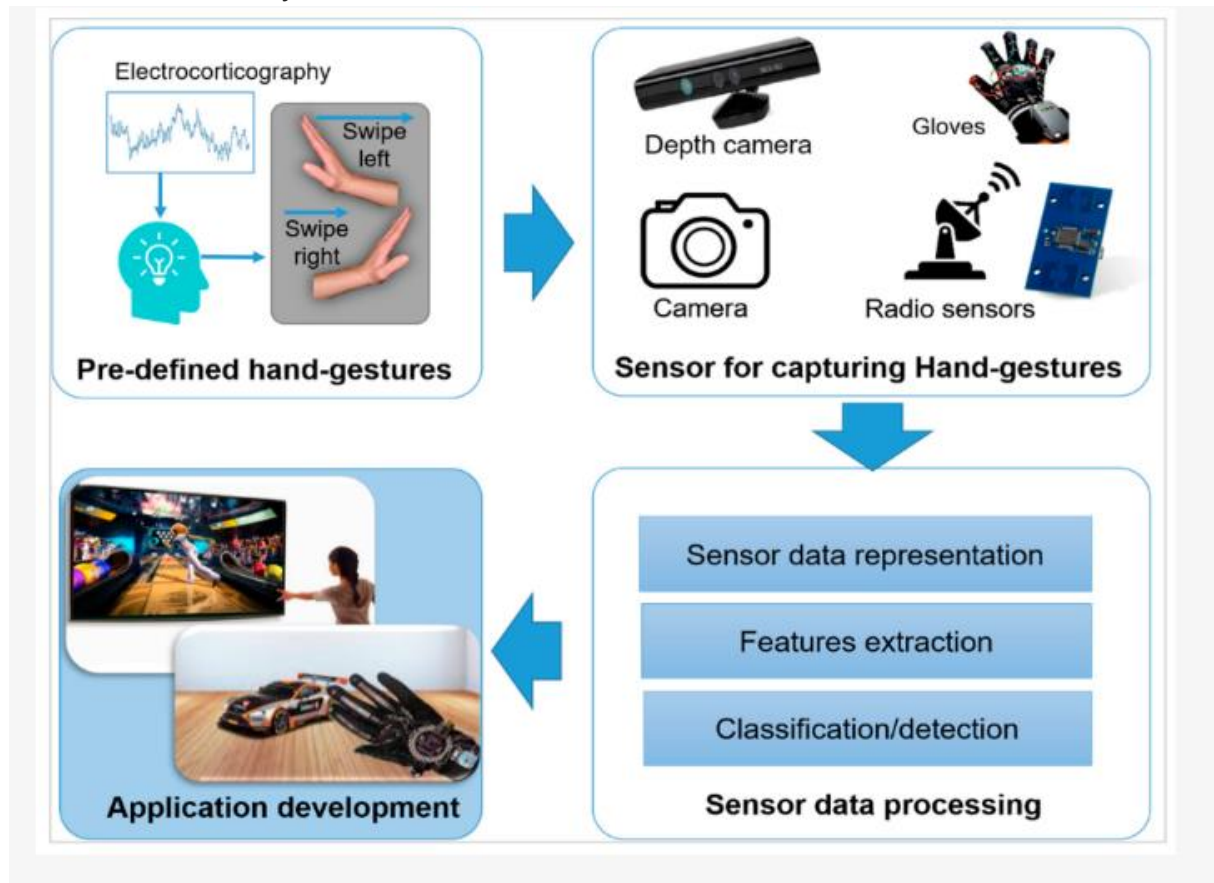 Electrocorticography
Swipe
left
Swipe
right
Pre-defined hand-gestures
Depth camera
Gloves
Camera
Radio sensors
Sensor for capturing Hand-gestures
Sensor data representation
Features extraction
Classification/detection
Sensor data processing
Application development